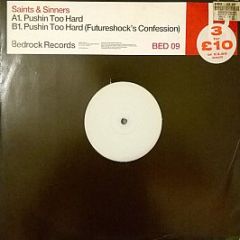 Saints & Sinners
A1. Pushin Too Hard
B1. Pushin Too Hard (Futureshock's Confession)
Bedrock Records
BED 09
3
for
£10